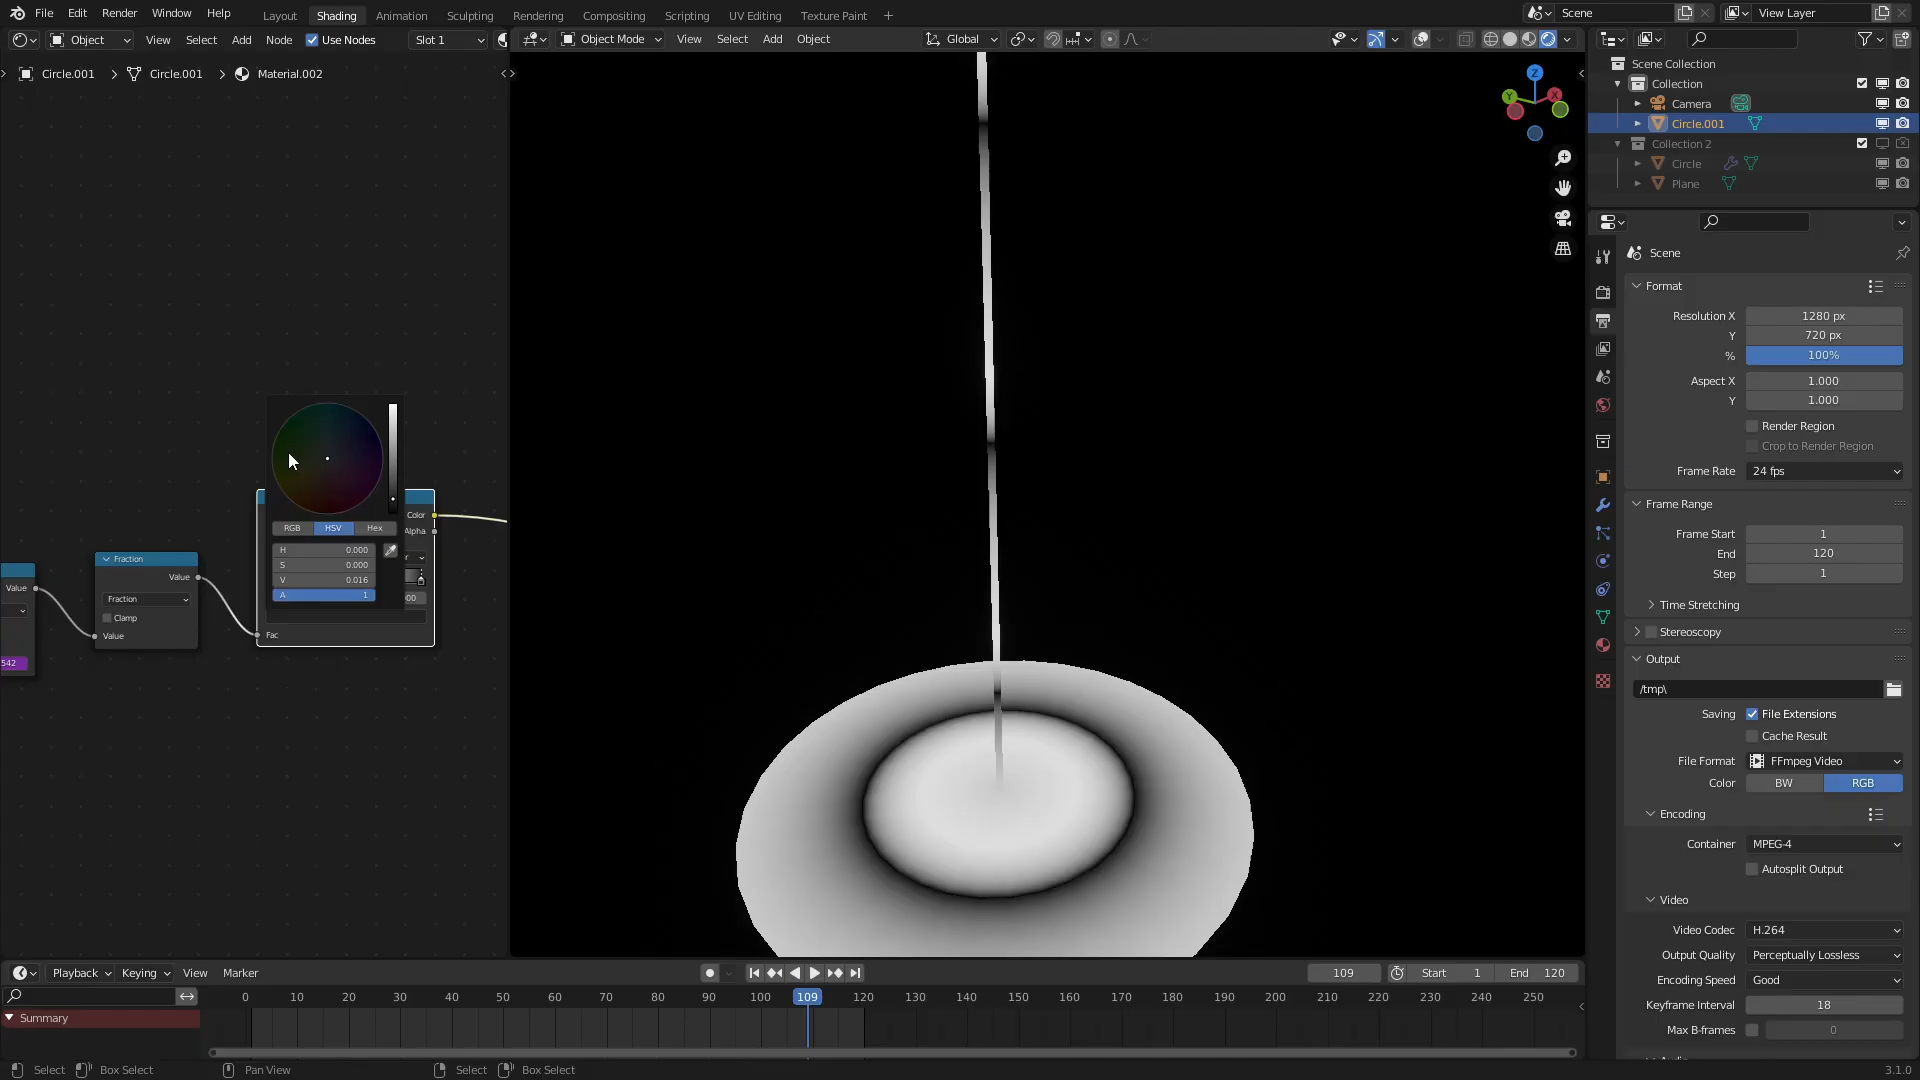 File Edit Render Window Help Layout Shading Animation Sculpting Rendering Compositing Scripting UV Editing Texture Paint + Scene View Layer
Object View Select Add Node Use Nodes Slot 1 Object Mode View Select Add Object Global
Circle.001 > Circle.001 > Material.002
Scene Collection
Collection
Camera
Circle.001
Collection 2
Circle
Plane
Z
Y
X
Scene
Format
Resolution X 1280 px
Y 720 px
% 100%
Aspect X 1.000
Y 1.000
Render Region
Crop to Render Region
Frame Rate 24 fps
Frame Range
Frame Start 1
End 120
Step 1
Time Stretching
Stereoscopy
Output
/tmp\
Saving File Extensions
Cache Result
File Format FFmpeg Video
Color BW RGB
Encoding
Container MPEG-4
Autosplit Output
Video
Video Codec H.264
Output Quality Perceptually Lossless
Encoding Speed Good
Keyframe Interval 18
Max B-frames 0
RGB HSV Hex
H 0.000
S 0.000
V 0.016
A 1
Color
Alpha
Fac
Fraction
Value
Fraction
Clamp
Value
Value
542
Playback Keying View Marker 109 Start 1 End 120
0 10 20 30 40 50 60 70 80 90 100 109 120 130 140 150 160 170 180 190 200 210 220 230 240 250
Summary
Select Box Select Pan View Select Box Select 3.1.0